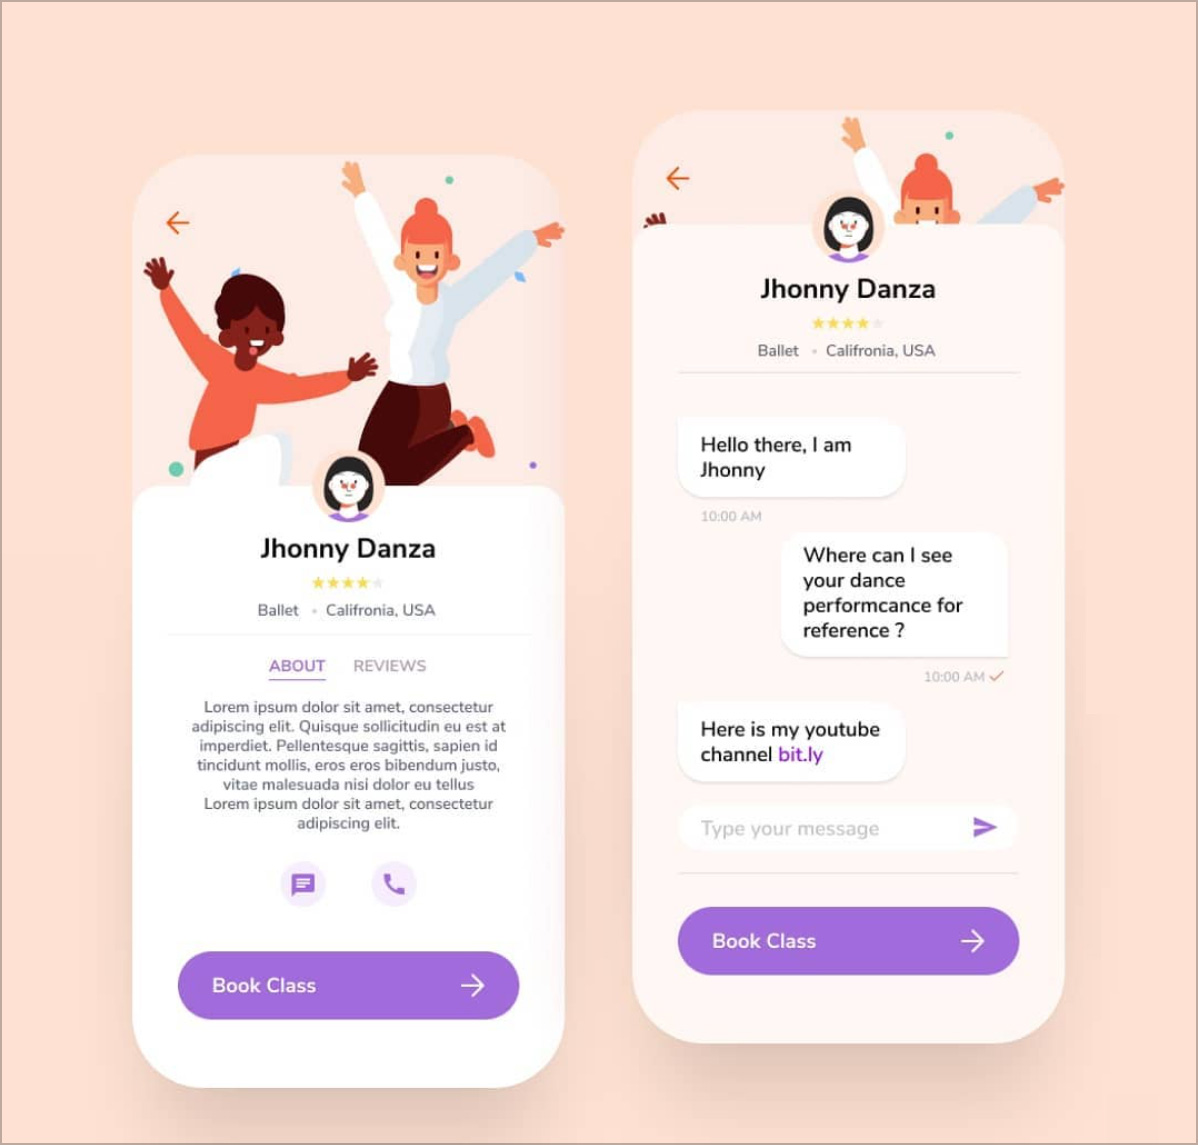 Jhonny Danza
Ballet • Califronia, USA
ABOUT REVIEWS
Lorem ipsum dolor sit amet, consectetur
adipiscing elit. Quisque sollicitudin eu est at
imperdiet. Pellentesque sagittis, sapien id
tincidunt mollis, eros eros bibendum justo,
vitae malesuada nisi dolor eu tellus
Lorem ipsum dolor sit amet, consectetur
adipiscing elit.
Book Class
Jhonny Danza
Ballet • Califronia, USA
Hello there, I am
Jhonny
10:00 AM
Where can I see
your dance
performcance for
reference ?
10:00 AM
Here is my youtube
channel bit.ly
Type your message
Book Class